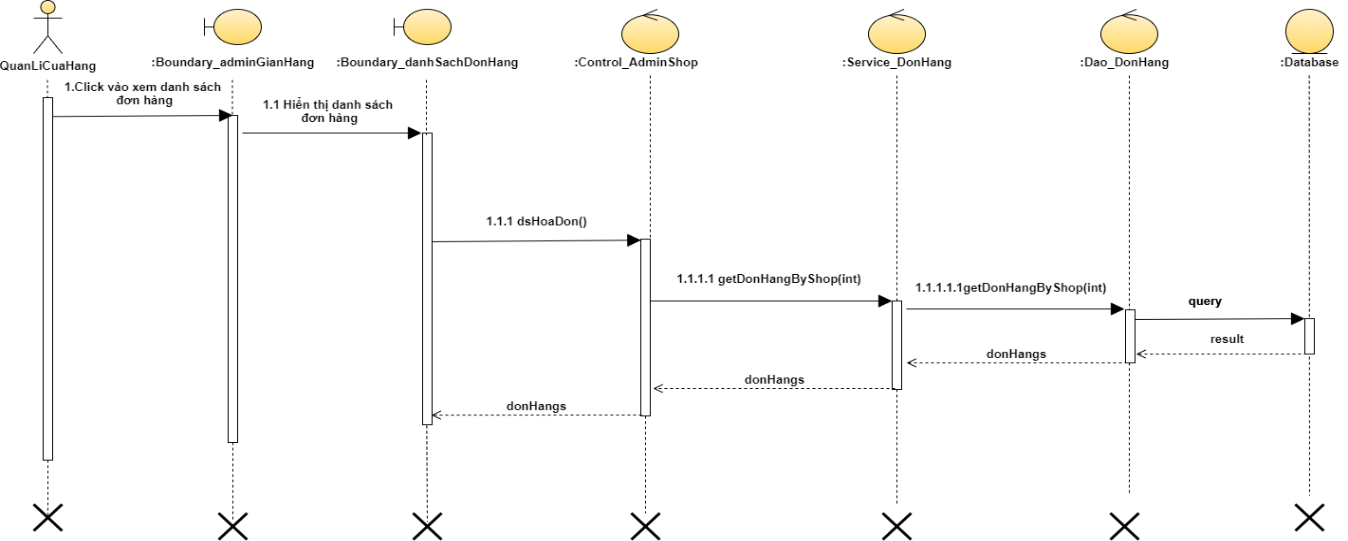 QuanLiCuaHang
:Boundary_adminGianHang
:Boundary_danhSachDonHang
:Control_AdminShop
:Service_DonHang
:Dao_DonHang
:Database
1.Click vào xem danh sách
đơn hàng
1.1 Hiển thị danh sách
đơn hàng
1.1.1 dsHoaDon()
1.1.1.1 getDonHangByShop(int)
1.1.1.1.1getDonHangByShop(int)
query
result
donHangs
donHangs
donHangs